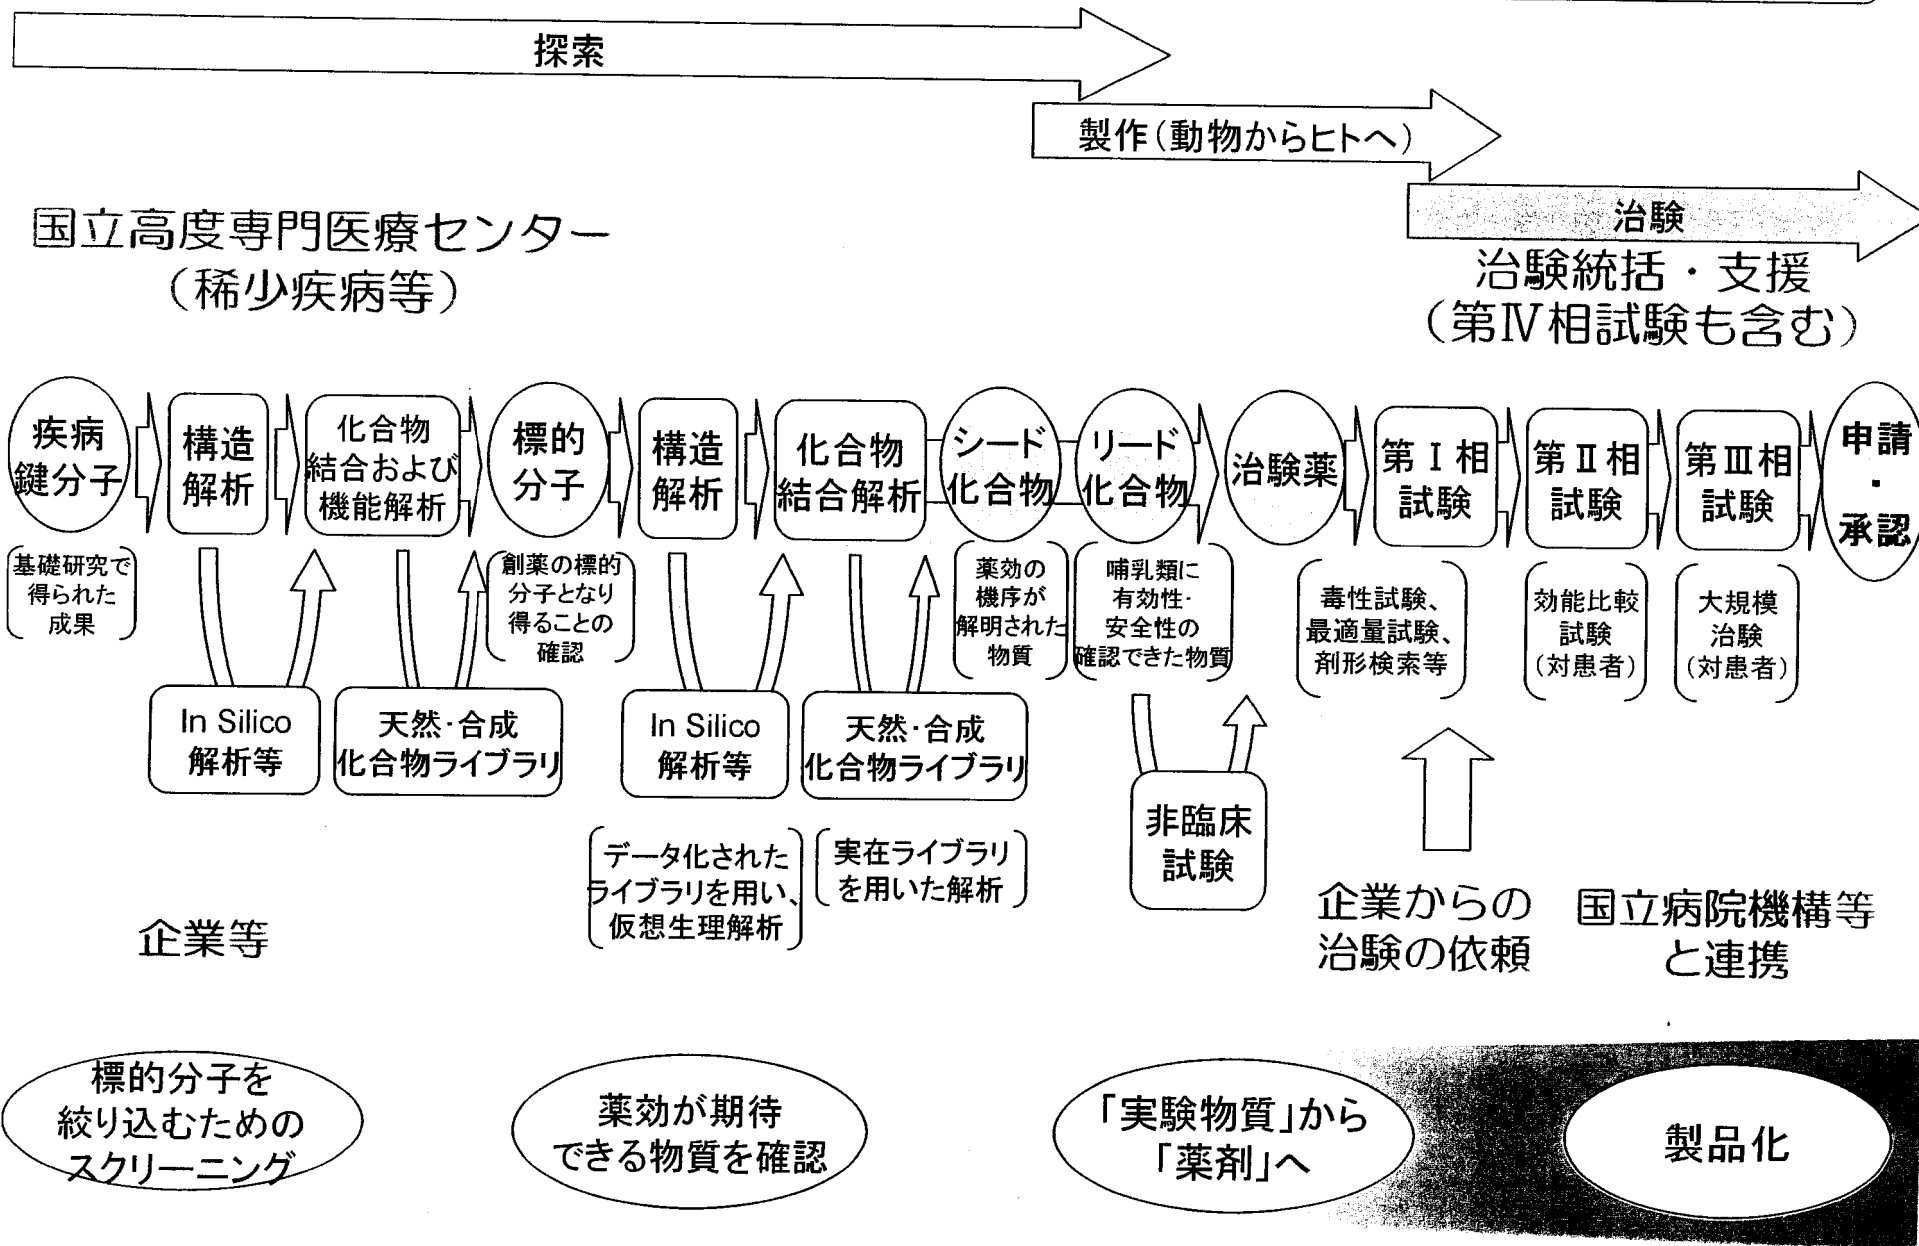 探索
製作(動物からヒトへ)
治験
国立高度専門医療センター
(稀少疾病等)
治験統括・支援
(第Ⅳ相試験も含む)
疾病
鍵分子
構造
解析
化合物
結合および
機能解析
標的
分子
構造
解析
化合物
結合解析
シード
化合物
リード
化合物
治験薬
第Ⅰ相
試験
第Ⅱ相
試験
第Ⅲ相
試験
申請
・
承認
基礎研究で
得られた
成果
創薬の標的
分子となり
得ることの
確認
薬効の
機序が
解明された
物質
哺乳類に
有効性・
安全性の
確認できた物質
毒性試験、
最適量試験、
剤形検索等
効能比較
試験
(対患者)
大規模
治験
(対患者)
In Silico
解析等
天然・合成
化合物ライブラリ
In Silico
解析等
天然・合成
化合物ライブラリ
非臨床
試験
データ化された
ライブラリを用い、
仮想生理解析
実在ライブラリ
を用いた解析
企業等
企業からの
治験の依頼
国立病院機構等
と連携
標的分子を
絞り込むための
スクリーニング
薬効が期待
できる物質を確認
「実験物質」から
「薬剤」へ
製品化